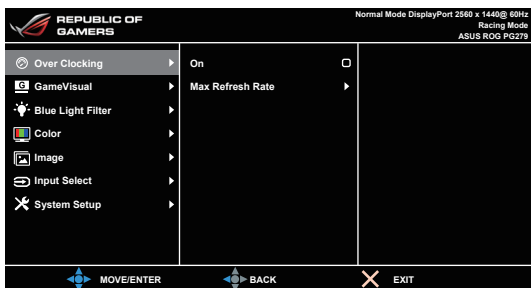 REPUBLIC OF
GAMERS
Normal Mode DisplayPort 2560 x 1440@ 60Hz
Racing Mode
ASUS ROG PG279
Over Clocking
On
G GameVisual
Max Refresh Rate
Blue Light Filter
Color
Image
Input Select
System Setup
MOVE/ENTER
BACK
EXIT